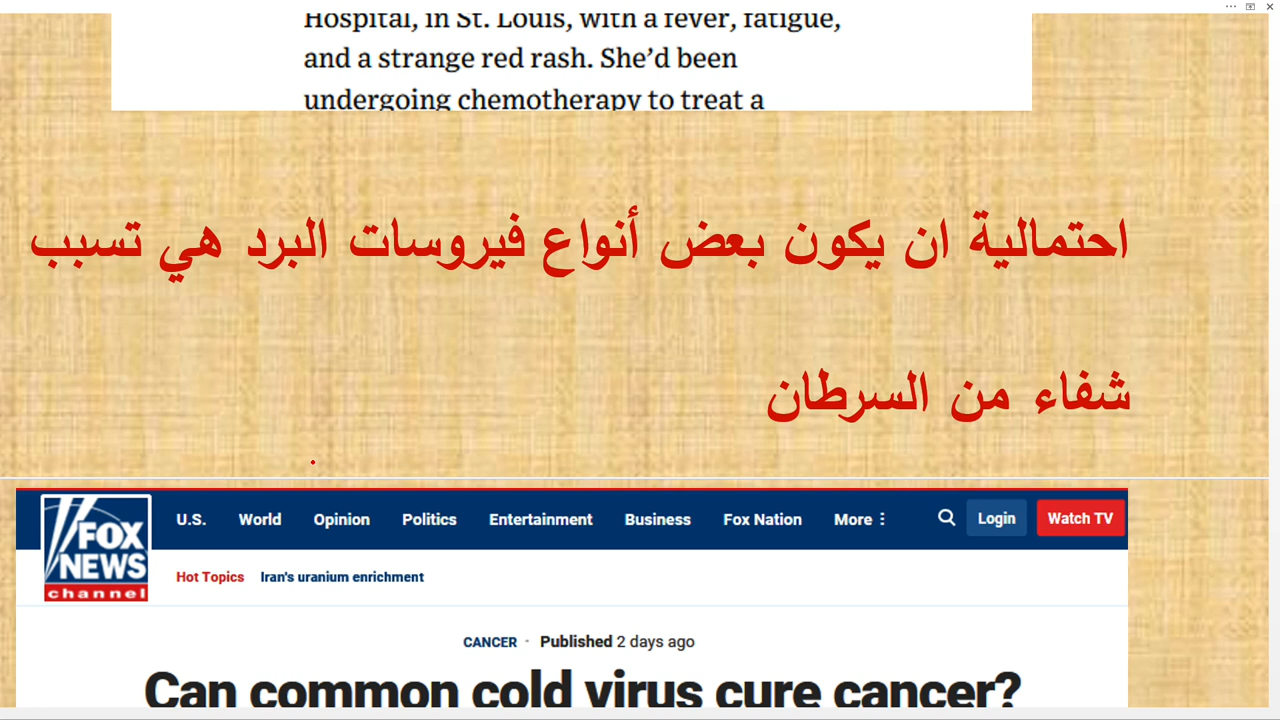 Hospital, in St. Louis, with a fever, fatigue,
and a strange red rash. She’d been
undergoing chemotherapy to treat a
احتمالية ان يكون بعض أنواع فيروسات البرد هي تسبب
شفاء من السرطان
.
FOX NEWS channel
U.S. World Opinion Politics Entertainment Business Fox Nation More Login Watch TV
Hot Topics Iran's uranium enrichment
CANCER · Published 2 days ago
Can common cold virus cure cancer?